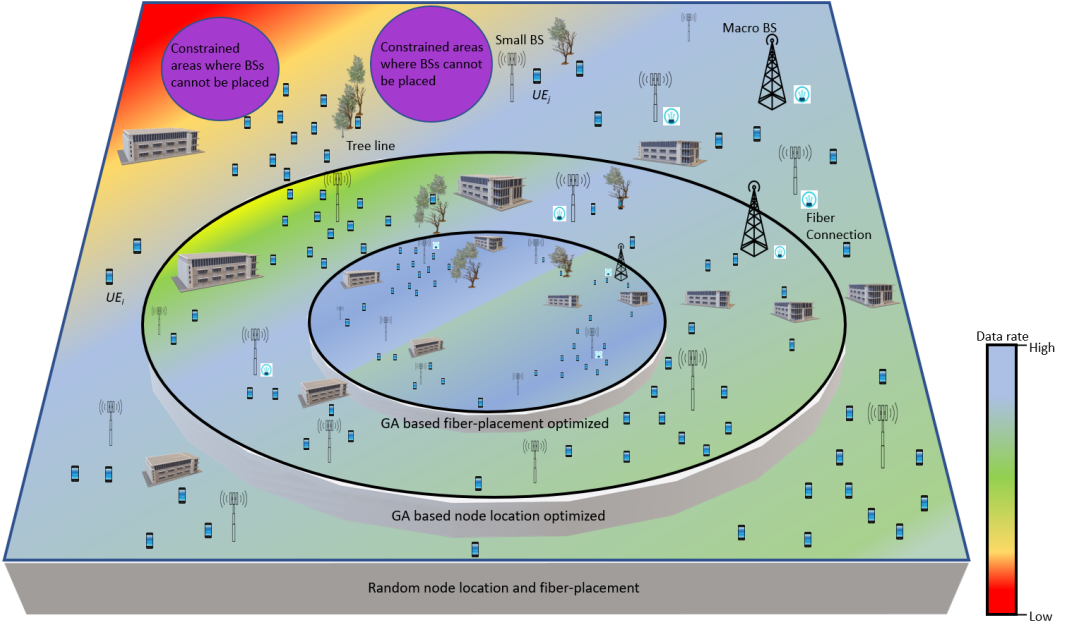 Constrained
areas where BSs
cannot be placed
Constrained areas
where BSs cannot
be placed
Small BS
Macro BS
UEj
Tree line
Fiber
Connection
UEi
Data rate
High
GA based fiber-placement optimized
GA based node location optimized
Random node location and fiber-placement
Low